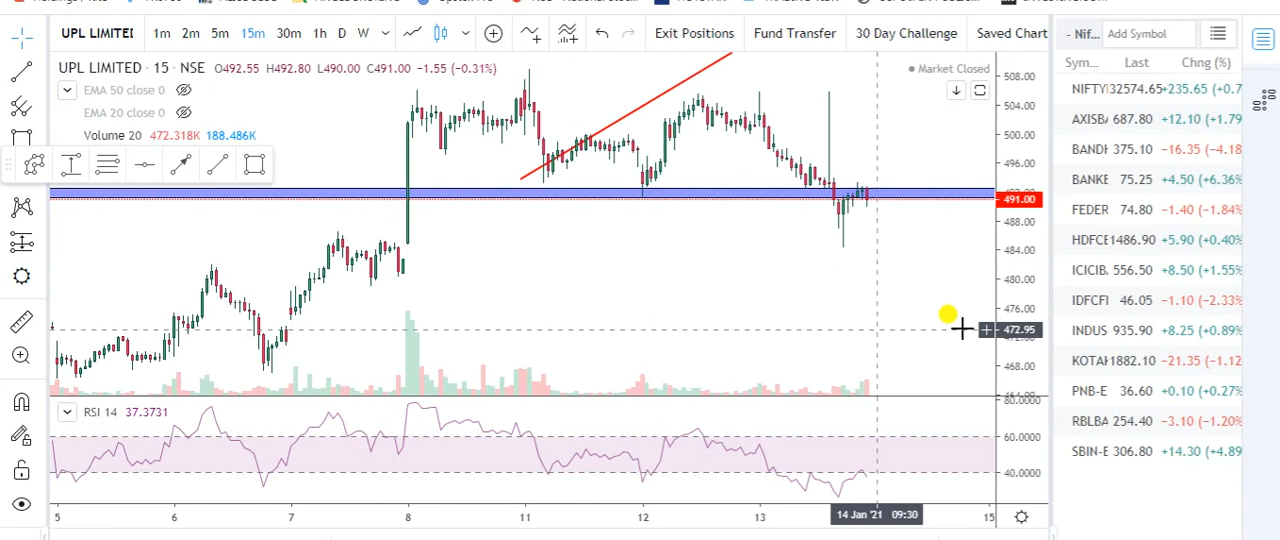 UPL LIMITEI 1m 2m 5m 15m 30m 1h D W M Exit Positions Fund Transfer 30 Day Challenge Saved Chart
- Nif... Add Symbol
UPL LIMITED · 15 · NSE O492.55 H492.80 L490.00 C491.00 -1.55 (-0.31%)
Market Closed
EMA 50 close 0
EMA 20 close 0
Volume 20 472.318K 188.486K
508.00
504.00
500.00
496.00
491.00
488.00
484.00
480.00
476.00
472.95
468.00
RSI 14 37.3731
80.0000
60.0000
40.0000
5 6 7 8 11 12 13 14 Jan '21 09:30 15
Sym... Last Chng (%)
NIFTY 32574.65 +235.65 (+0.7
AXISB 687.80 +12.10 (+1.79
BANDH 375.10 -16.35 (-4.18
BANKE 75.25 +4.50 (+6.36%
FEDER 74.80 -1.40 (-1.84%
HDFCE 1486.90 +5.90 (+0.40%
ICICIB. 556.50 +8.50 (+1.55%
IDFCFI 46.05 -1.10 (-2.33%
INDUS 935.90 +8.25 (+0.89%
KOTAK 1882.10 -21.35 (-1.12
PNB-E 36.60 +0.10 (+0.27%
RBLBA 254.40 -3.10 (-1.20%
SBIN-E 306.80 +14.30 (+4.89